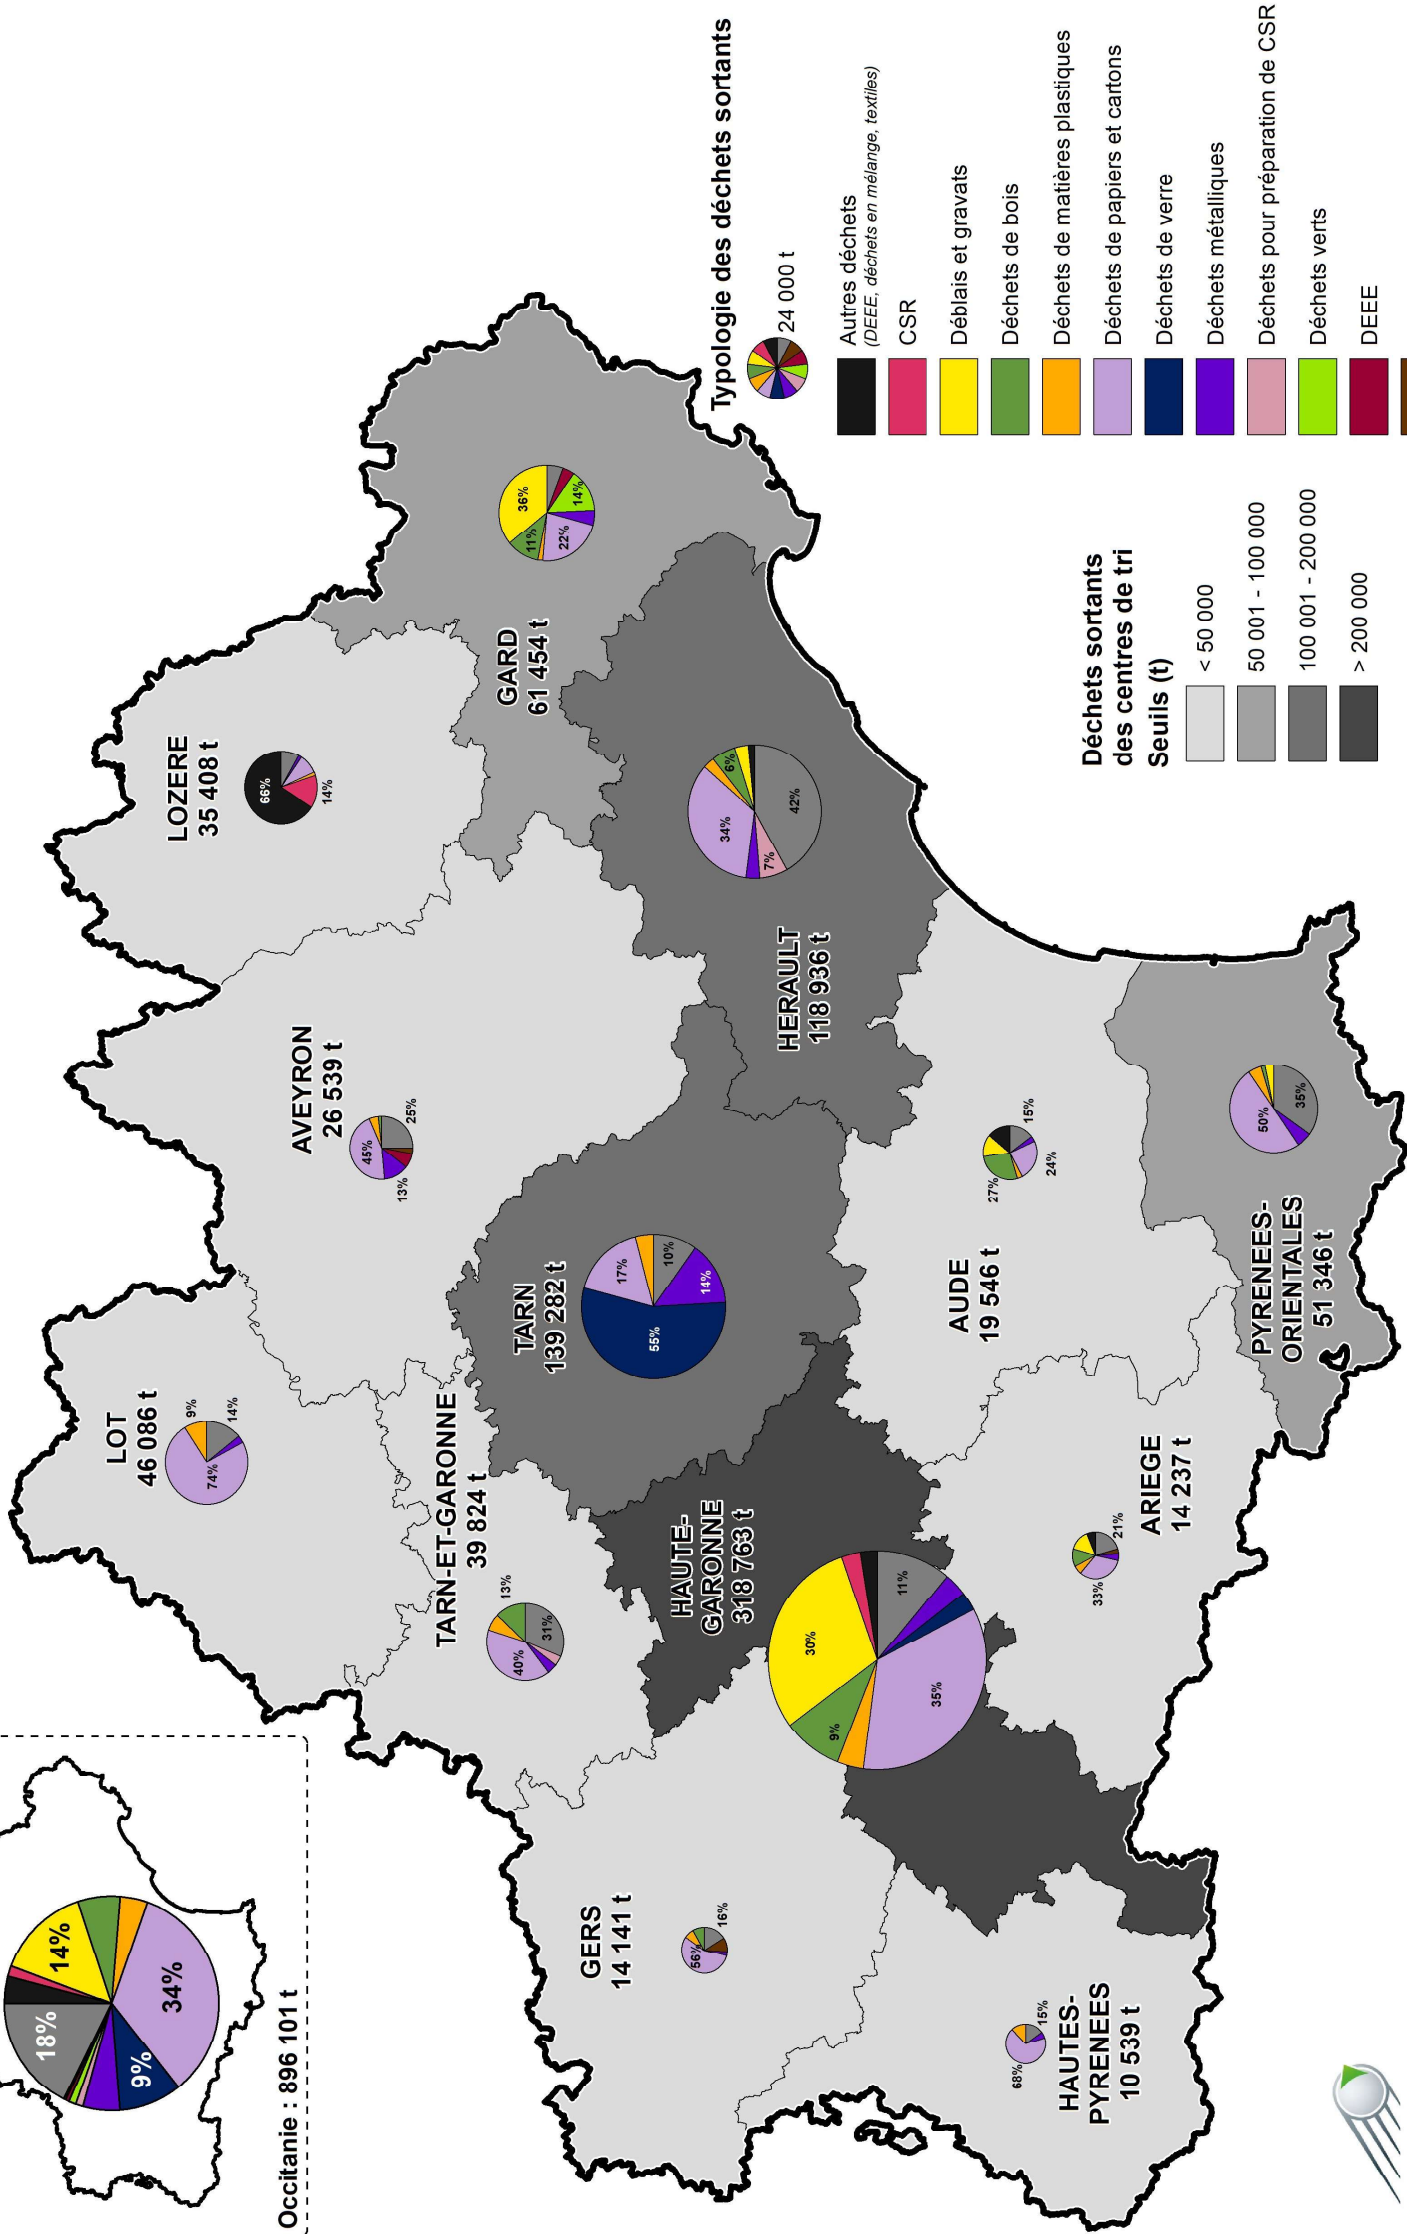 Occitanie : 896 101 t
18%
14%
34%
9%
LOT
46 086 t
9%
74%
14%
LOZERE
35 408 t
66%
14%
AVEYRON
26 539 t
45%
25%
13%
TARN-ET-GARONNE
39 824 t
13%
40%
31%
GARD
61 454 t
36%
11%
22%
14%
TARN
139 282 t
17%
10%
55%
14%
GERS
14 141 t
56%
16%
HAUTE-
GARONNE
318 763 t
30%
11%
9%
35%
HERAULT
118 936 t
6%
34%
42%
7%
AUDE
19 546 t
27%
15%
24%
HAUTES-
PYRENEES
10 539 t
68%
15%
ARIEGE
14 237 t
33%
21%
PYRENEES-
ORIENTALES
51 346 t
50%
35%
Déchets sortants
des centres de tri
Seuils (t)
< 50 000
50 001 - 100 000
100 001 - 200 000
> 200 000
Typologie des déchets sortants
24 000 t
Autres déchets
(DEEE, déchets en mélange, textiles)
CSR
Déblais et gravats
Déchets de bois
Déchets de matières plastiques
Déchets de papiers et cartons
Déchets de verre
Déchets métalliques
Déchets pour préparation de CSR
Déchets verts
DEEE